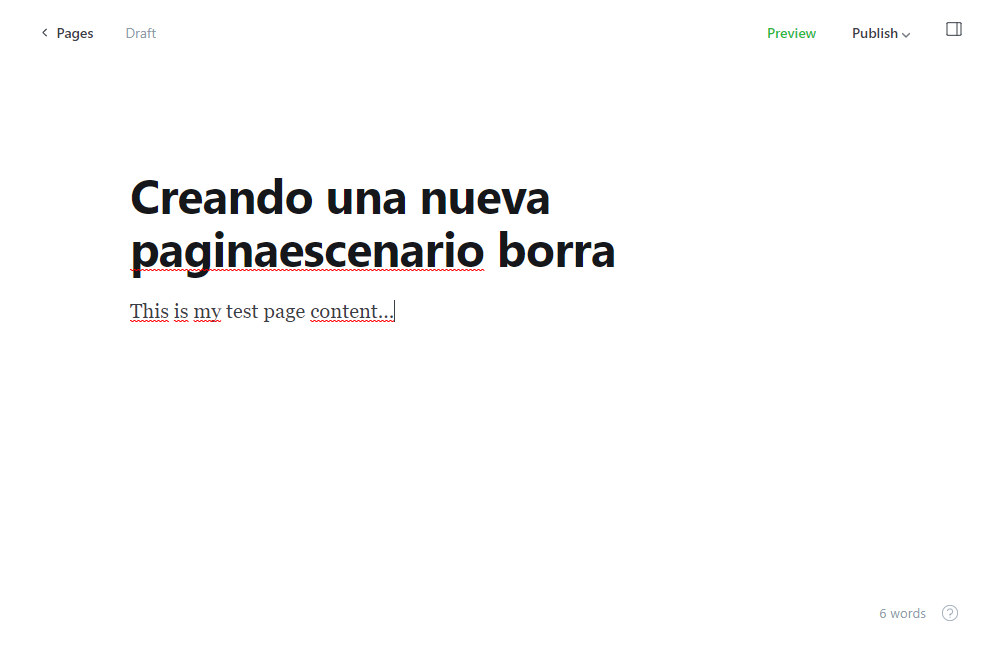 Pages Draft Preview Publish
Creando una nueva
paginaescenario borra
This is my test page content...
6 words ?